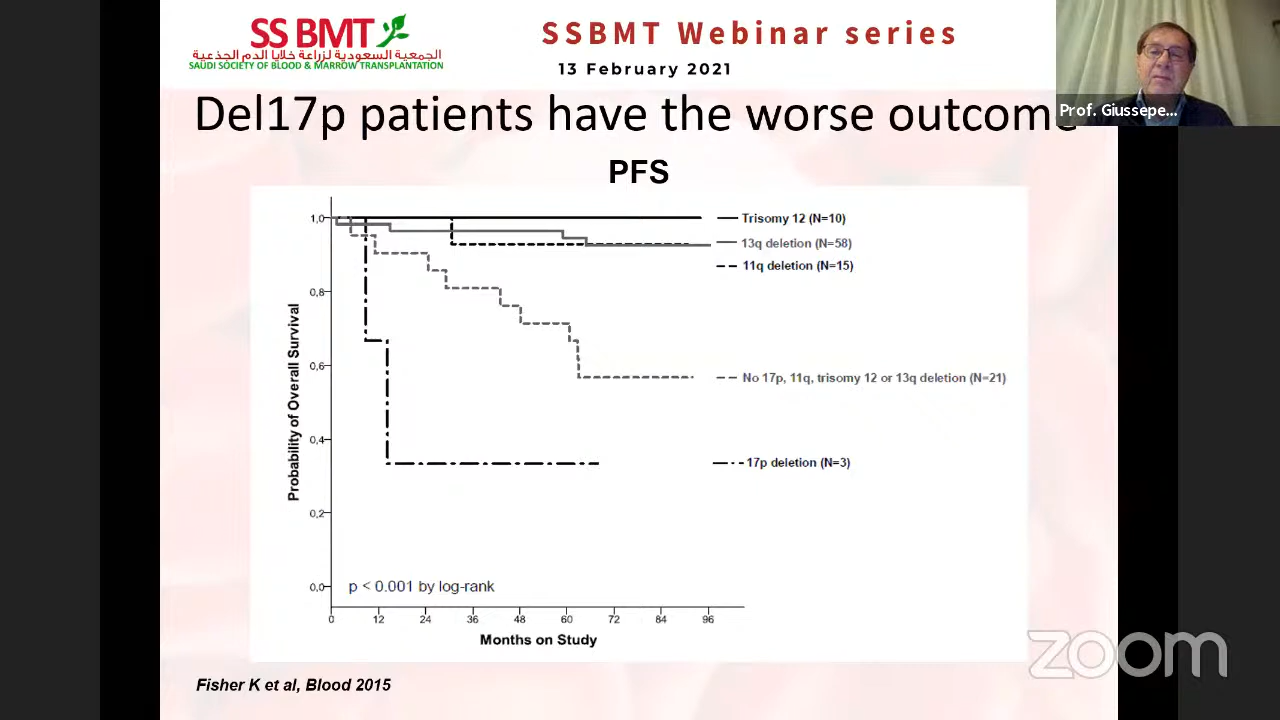 SS BMT
الجمعية السعودية لزراعة خلايا الدم الجذعية
SAUDI SOCIETY OF BLOOD & MARROW TRANSPLANTATION
SSBMT Webinar series
13 February 2021
Prof. Giussepe...
Del17p patients have the worse outcome
PFS
Probability of Overall Survival
1,0
0,8
0,6
0,4
0,2
0,0
Trisomy 12 (N=10)
13q deletion (N=58)
11q deletion (N=15)
No 17p, 11q, trisomy 12 or 13q deletion (N=21)
17p deletion (N=3)
p < 0.001 by log-rank
0 12 24 36 48 60 72 84 96
Months on Study
zoom
Fisher K et al, Blood 2015